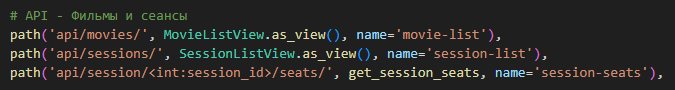 # API - Фильмы и сеансы
path('api/movies/', MovieListView.as_view(), name='movie-list'),
path('api/sessions/', SessionListView.as_view(), name='session-list'),
path('api/session/<int:session_id>/seats/', get_session_seats, name='session-seats'),